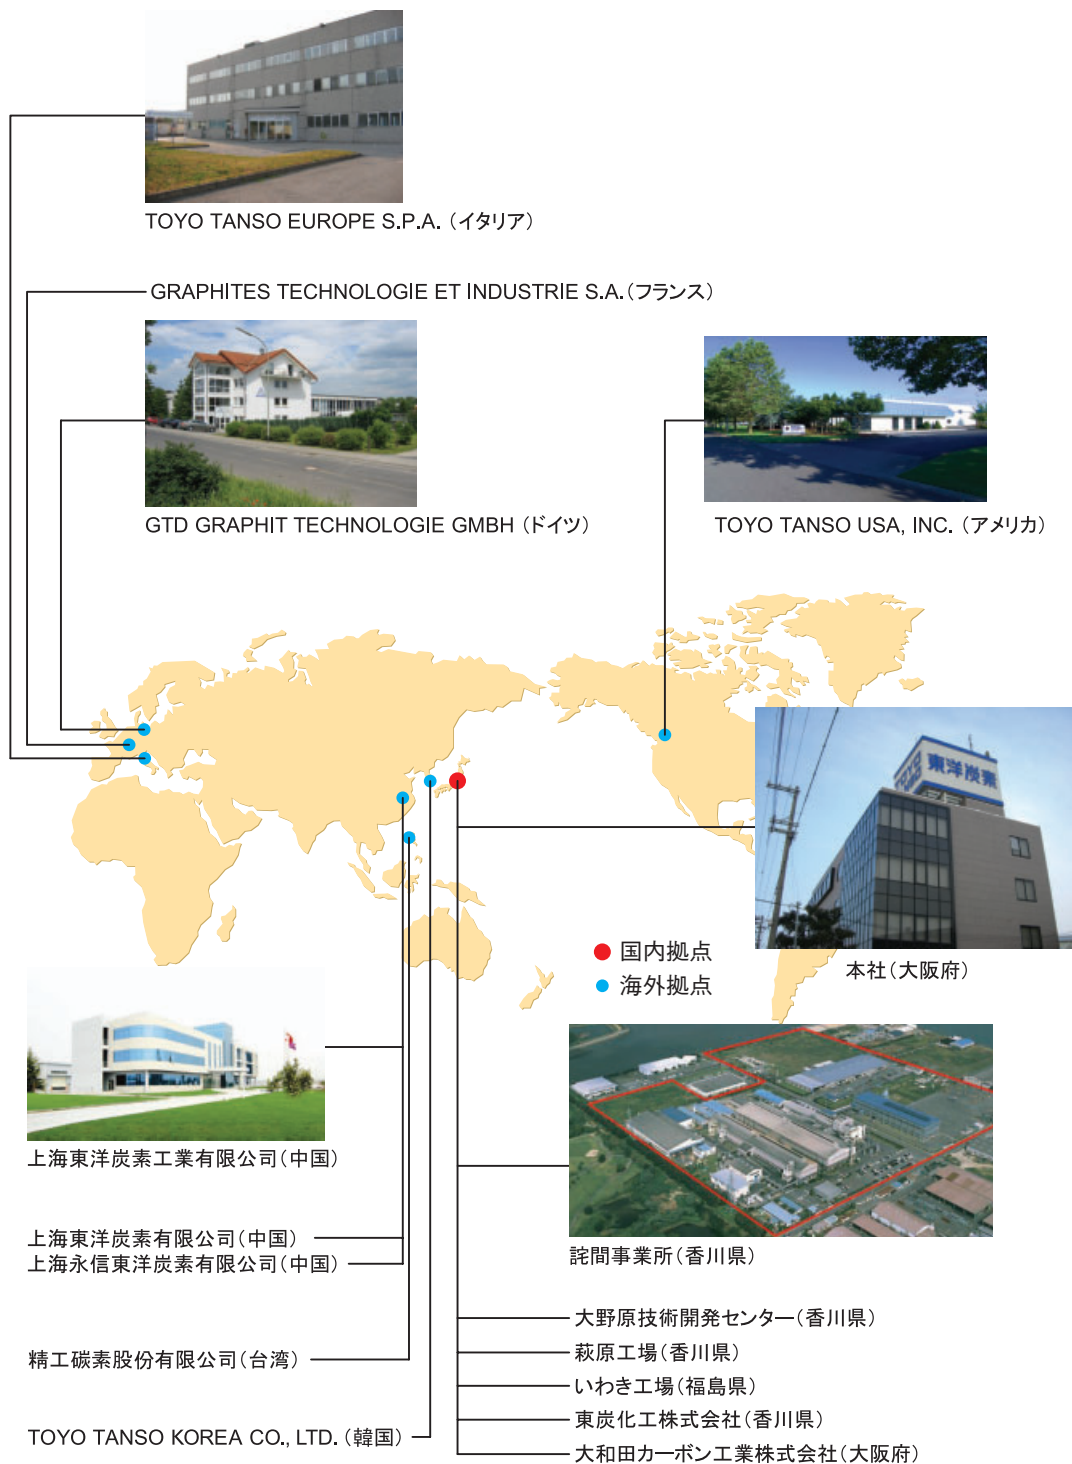 TOYO TANSO EUROPE S.P.A. (イタリア)
GRAPHITES TECHNOLOGIE ET INDUSTRIE S.A.(フランス)
GTD GRAPHIT TECHNOLOGIE GMBH (ドイツ)
TOYO TANSO USA, INC. (アメリカ)
東洋炭素
本社(大阪府)
国内拠点
海外拠点
上海東洋炭素工業有限公司(中国)
上海東洋炭素有限公司(中国)
上海永信東洋炭素有限公司(中国)
精工碳素股份有限公司(台湾)
TOYO TANSO KOREA CO., LTD. (韓国)
詫間事業所(香川県)
大野原技術開発センター(香川県)
萩原工場(香川県)
いわき工場(福島県)
東炭化工株式会社(香川県)
大和田カーボン工業株式会社(大阪府)